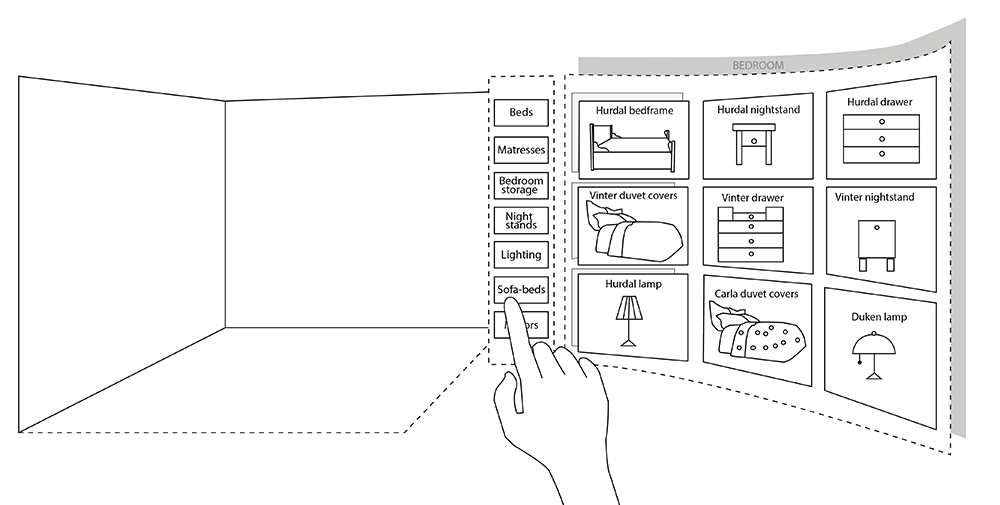 BEDROOM
Beds
Matresses
Bedroom
storage
Night
stands
Lighting
Sofa-beds
Hurdal bedframe
Hurdal nightstand
Hurdal drawer
Vinter duvet covers
Vinter drawer
Vinter nightstand
Hurdal lamp
Carla duvet covers
Duken lamp